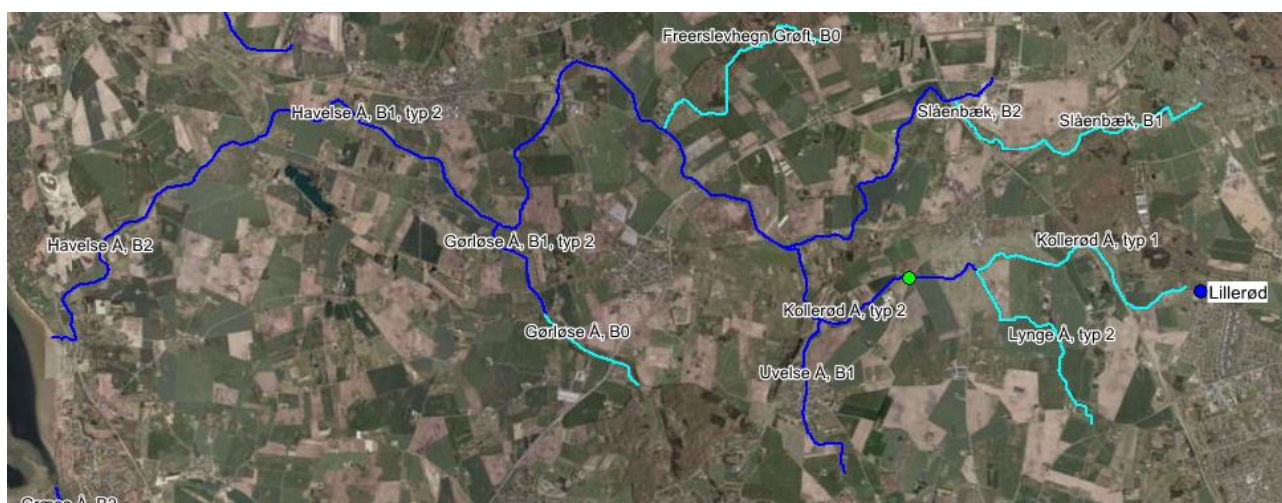 Freerslevhegn Grøft, B0
Havelse Å, B1, typ 2
Slåenbæk, B2
Slåenbæk, B1
Havelse Å, B2
Gørløse Å, B1, typ 2
Kollerød Å, typ 1
Lillerød
Kollerød Å, typ 2
Gørløse Å, B0
Lynge Å, typ 2
Uvelse Å, B1